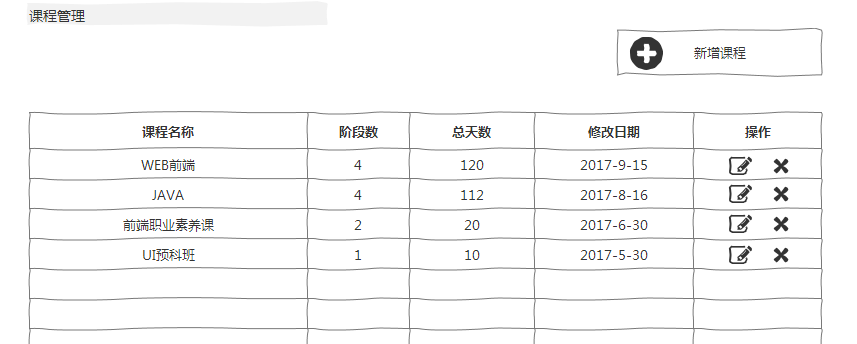 课程管理
新增课程
课程名称 阶段数 总天数 修改日期 操作
WEB前端 4 120 2017-9-15
JAVA 4 112 2017-8-16
前端职业素养课 2 20 2017-6-30
UI预科班 1 10 2017-5-30